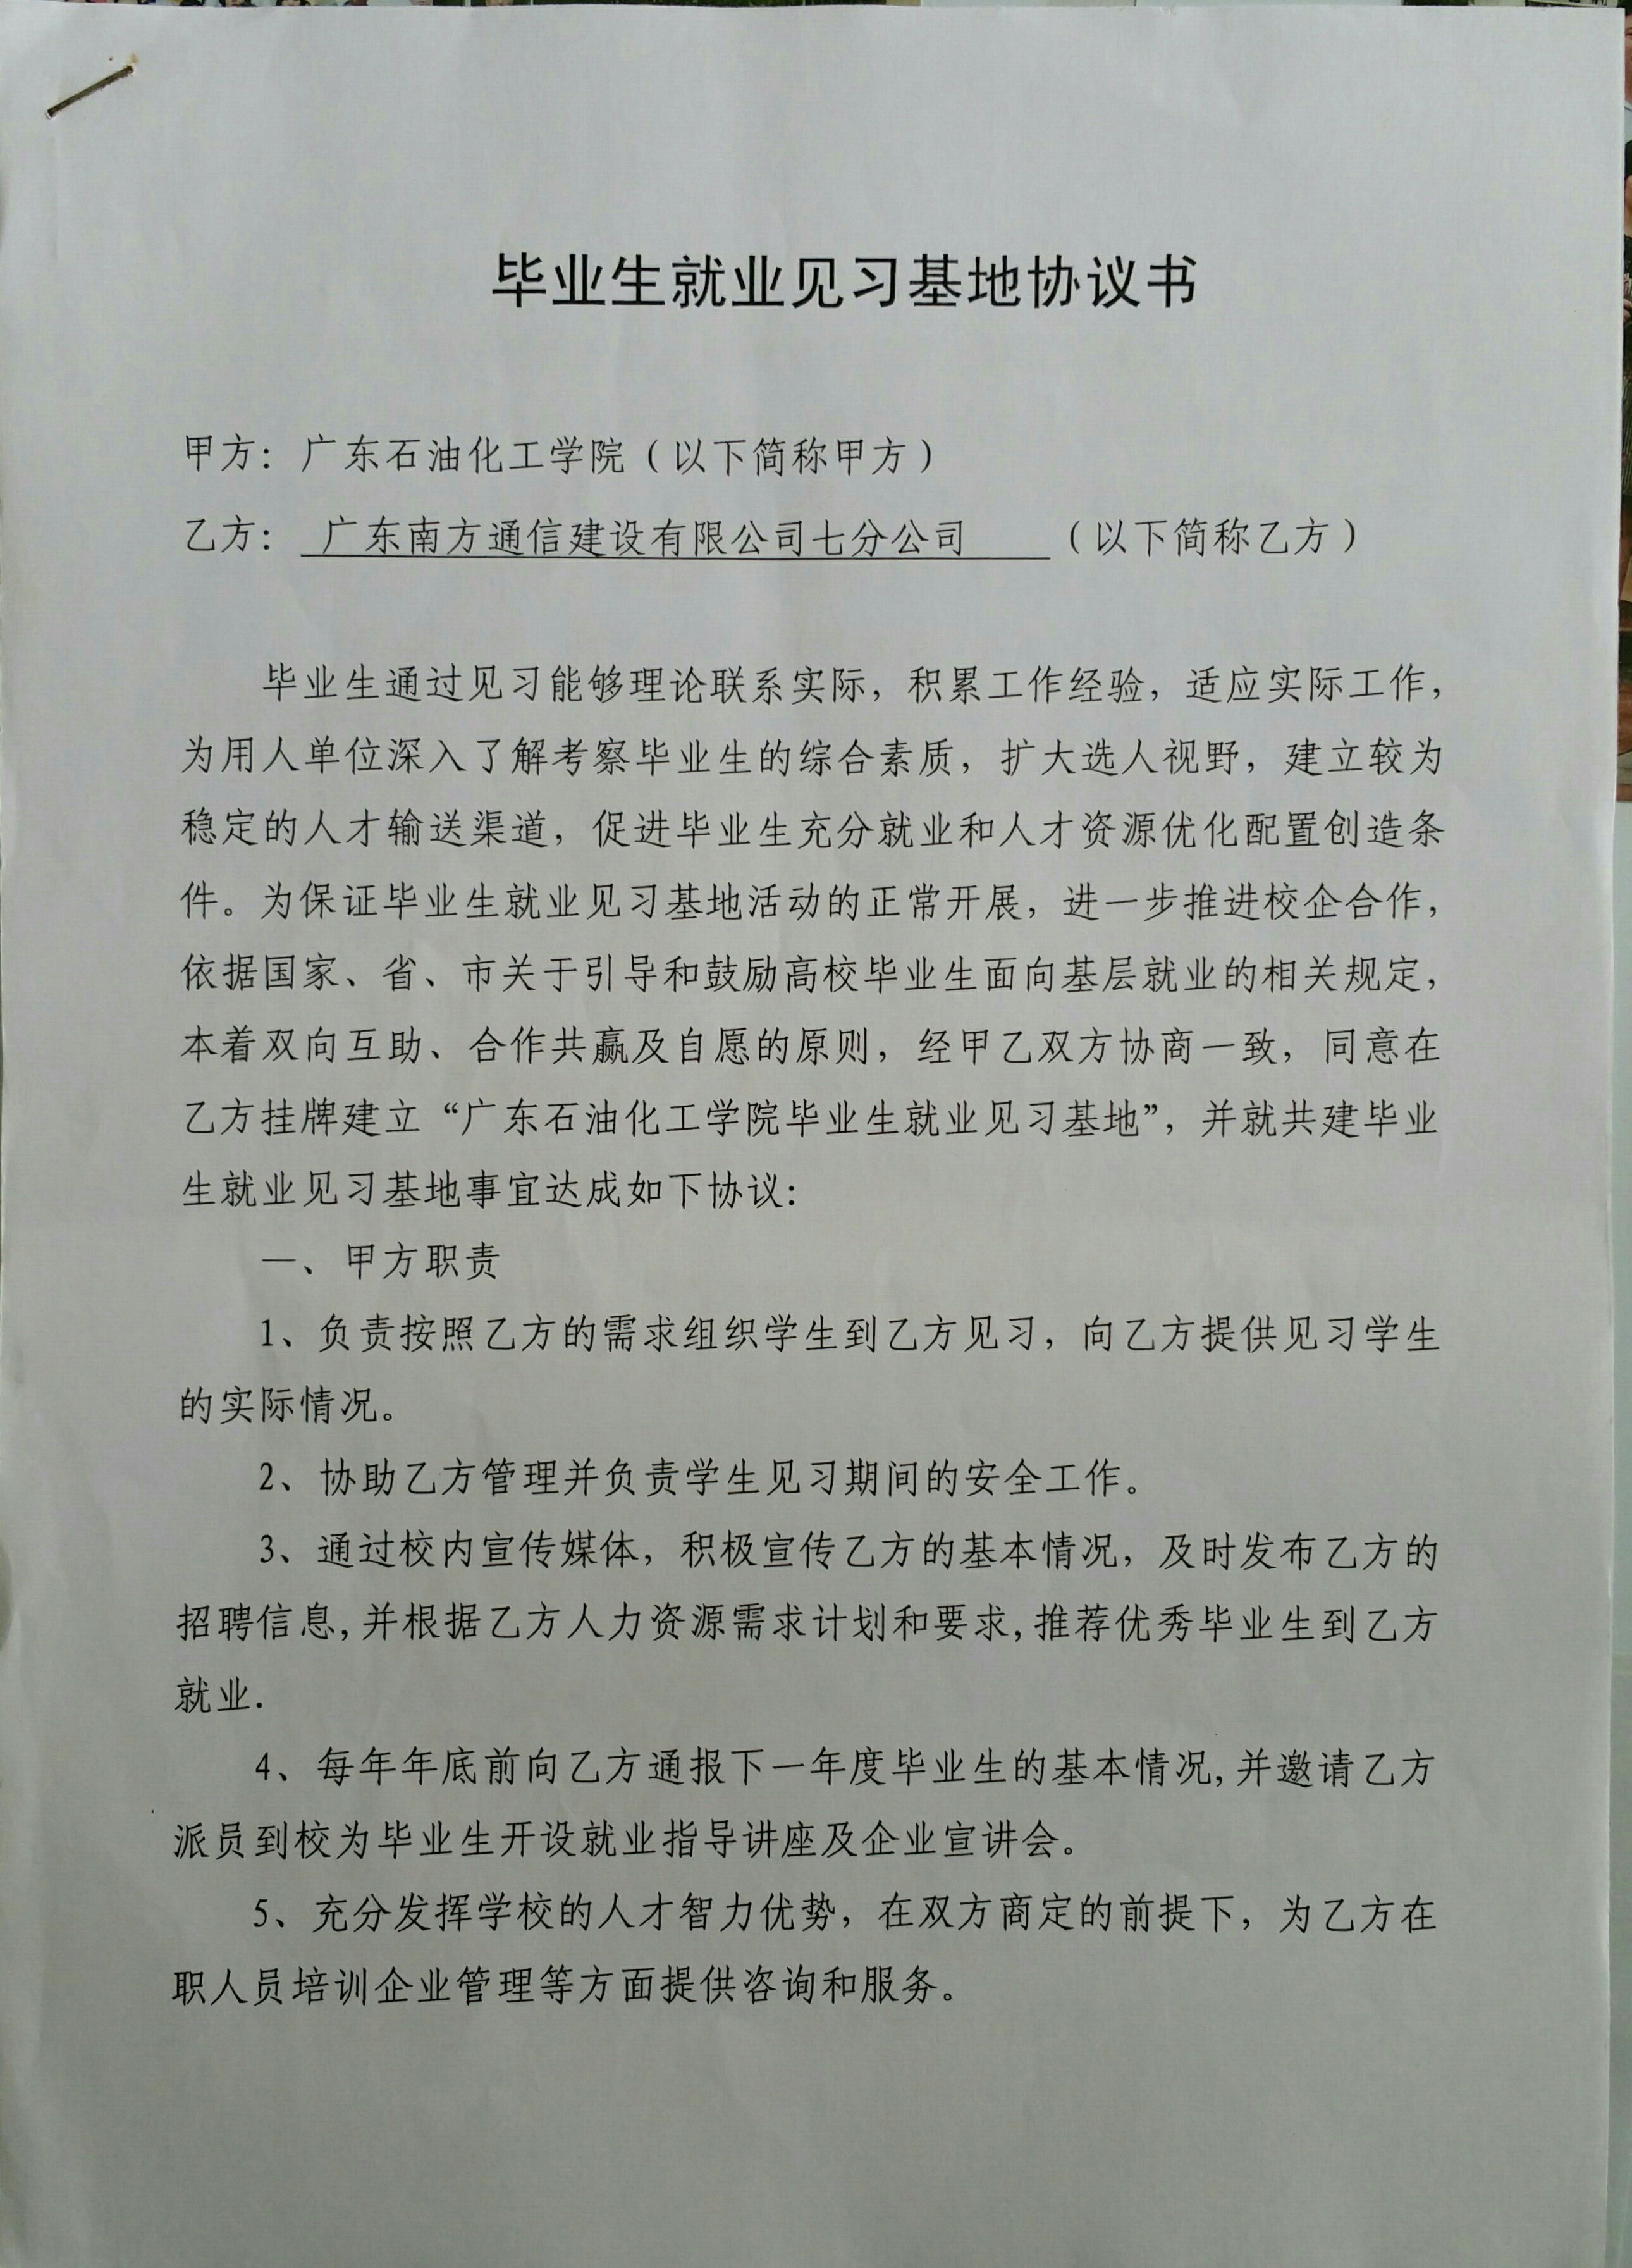 毕业生就业见习基地协议书
甲方：广东石油化工学院（以下简称甲方）
乙方：广东南方通信建设有限公司七分公司（以下简称乙方）
毕业生通过见习能够理论联系实际，积累工作经验，适应实际工作，
为用人单位深入了解考察毕业生的综合素质，扩大选人视野，建立较为
稳定的人才输送渠道，促进毕业生充分就业和人才资源优化配置创造条
件。为保证毕业生就业见习基地活动的正常开展，进一步推进校企合作，
依据国家、省、市关于引导和鼓励高校毕业生面向基层就业的相关规定，
本着双向互助、合作共赢及自愿的原则，经甲乙双方协商一致，同意在
乙方挂牌建立“广东石油化工学院毕业生就业见习基地”，并就共建毕业
生就业见习基地事宜达成如下协议：
一、甲方职责
1、负责按照乙方的需求组织学生到乙方见习，向乙方提供见习学生
的实际情况。
2、协助乙方管理并负责学生见习期间的安全工作。
3、通过校内宣传媒体，积极宣传乙方的基本情况，及时发布乙方的
招聘信息,并根据乙方人力资源需求计划和要求,推荐优秀毕业生到乙方
就业.
4、每年年底前向乙方通报下一年度毕业生的基本情况,并邀请乙方
派员到校为毕业生开设就业指导讲座及企业宣讲会。
5、充分发挥学校的人才智力优势，在双方商定的前提下，为乙方在
职人员培训企业管理等方面提供咨询和服务。